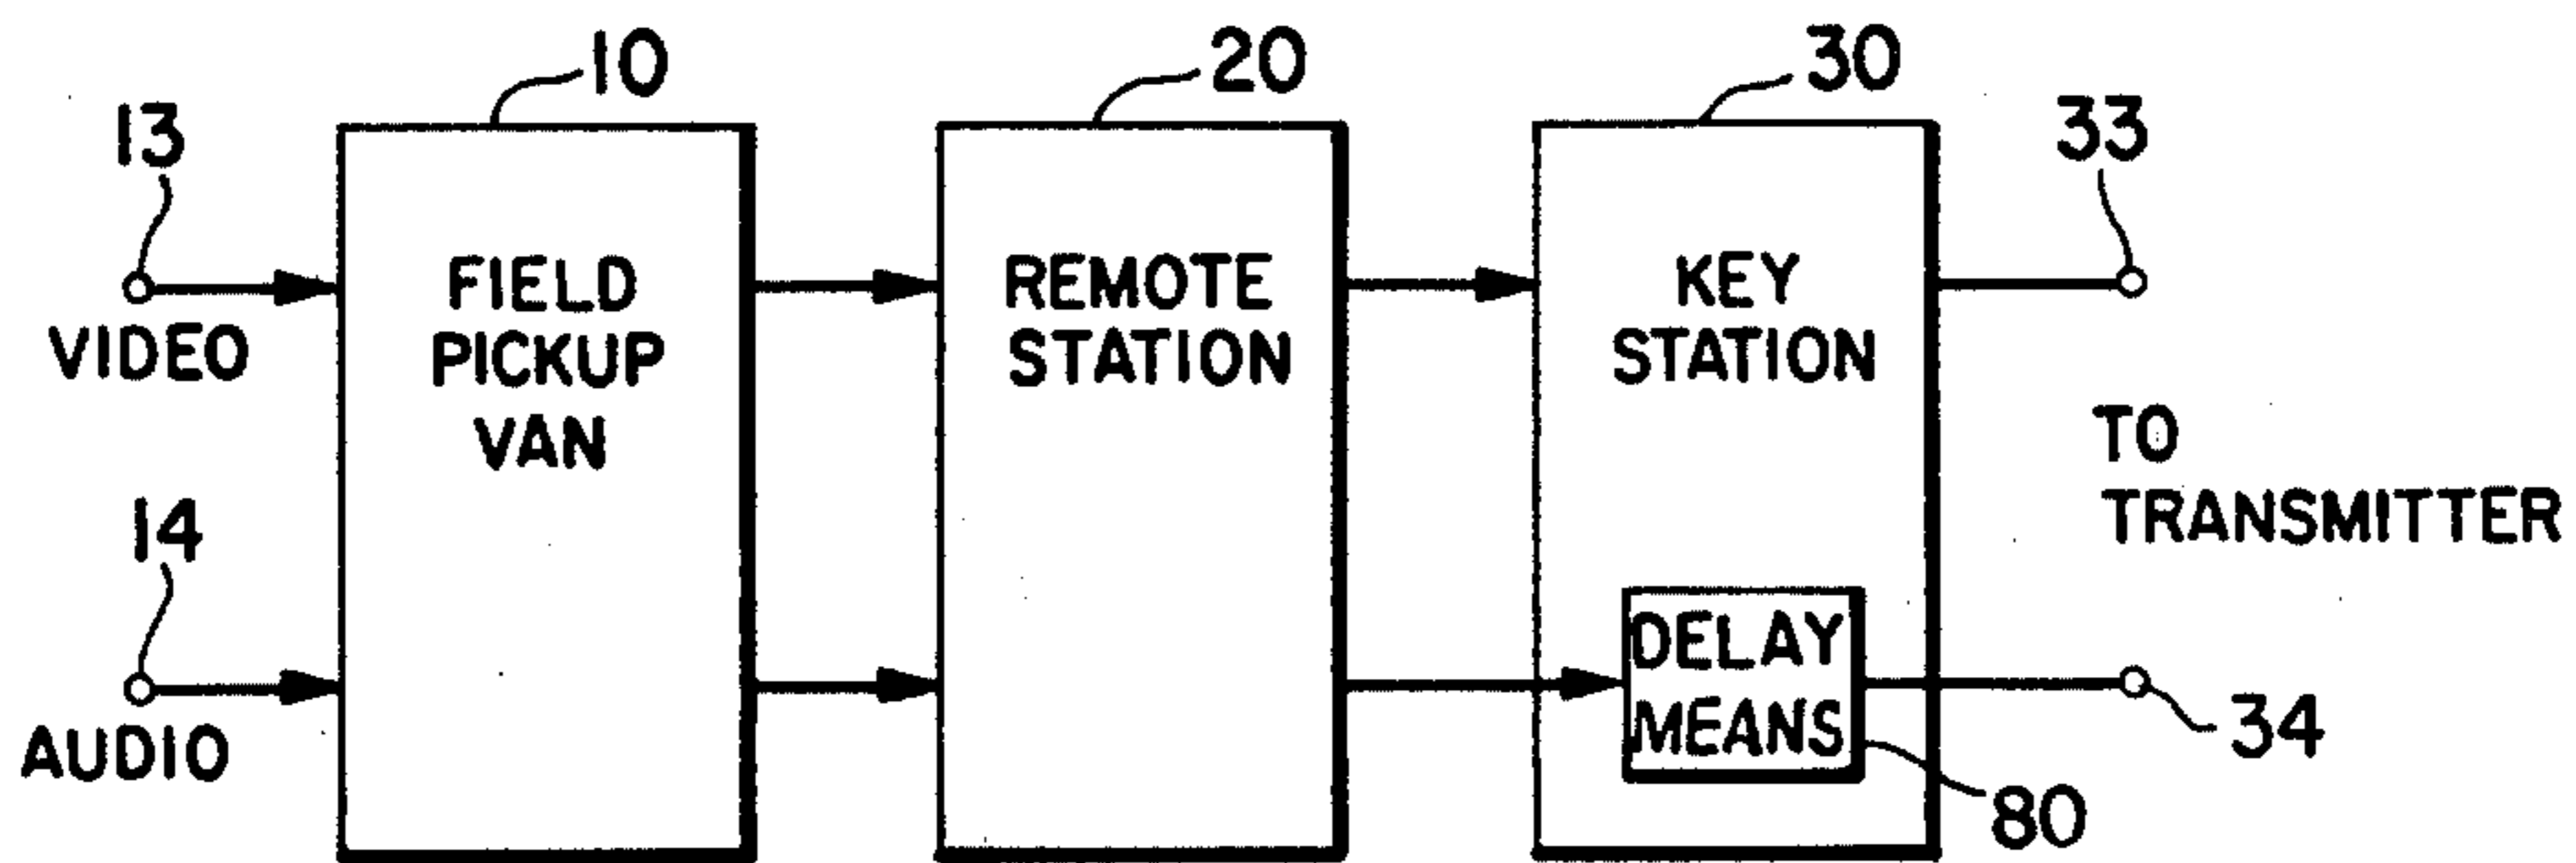 10
20
30
13
33
VIDEO
FIELD
PICKUP
VAN
REMOTE
STATION
KEY
STATION
TO
TRANSMITTER
14
AUDIO
DELAY
MEANS
34
80